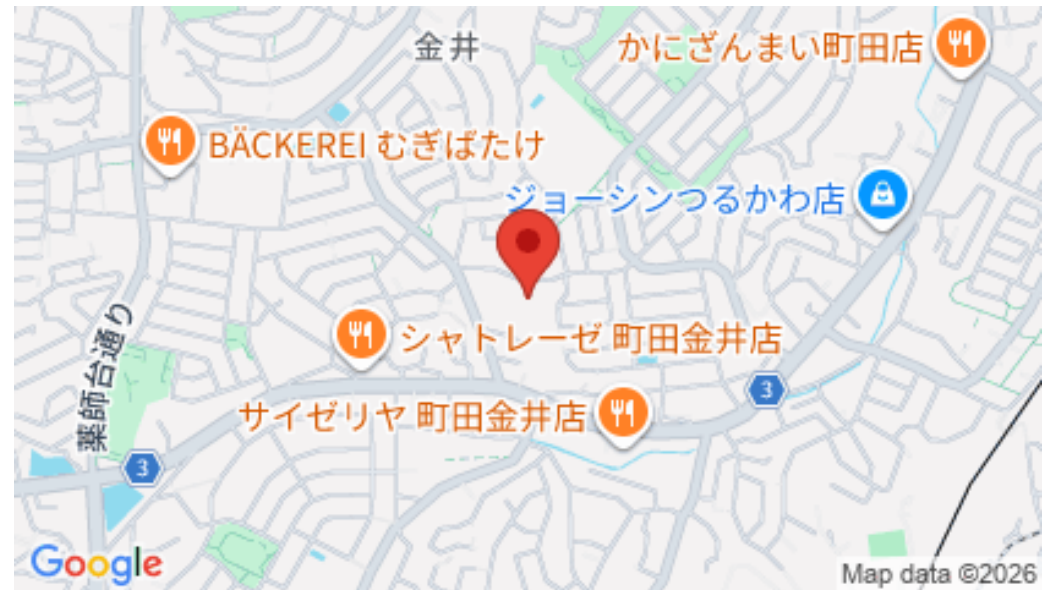 金井
かにざんまい町田店
BÄCKEREI むぎばたけ
ジョーシンつるかわ店
シャトレーゼ 町田金井店
薬師台通り
3
サイゼリヤ 町田金井店
3
Google
Map data ©2026